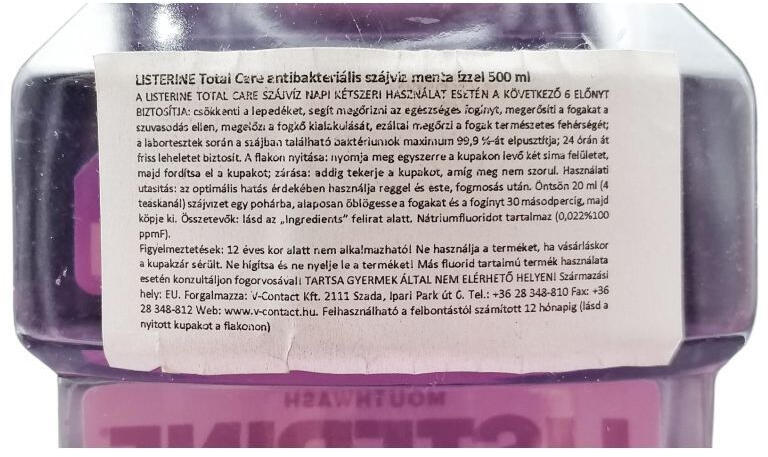 LISTERINE Total Care antibakteriális szájvíz menta ízzel 500 ml
A LISTERINE TOTAL CARE SZÁJVÍZ NAPI KÉTSZERI HASZNÁLAT ESETÉN A KÖVETKEZŐ 6 ELŐNYT
BIZTOSÍTJA: csökkenti a lepedéket, segít megőrizni az egészséges fogínyt, megerősíti a fogakat a
szuvasodás ellen, megelőzi a fogkő kialakulását, ezáltal megőrzi a fogak természetes fehérségét;
a labortesztek során a szájban található baktériumok maximum 99,9 %-át elpusztítja; 24 órán át
friss leheletet biztosít. A flakon nyitása: nyomja meg egyszerre a kupakon levő két sima felületet,
majd fordítsa el a kupakot; zárása: addig tekerje a kupakot, amíg meg nem szorul. Használati
utasítás: az optimális hatás érdekében használja reggel és este, fogmosás után. Öntsön 20 ml (4
teáskanál) szájvizet egy pohárba, alaposan öblögesse a fogakat és a fogínyt 30 másodpercig, majd
köpje ki. Összetevők: lásd az „Ingredients" felirat alatt. Nátriumfluoridot tartalmaz (0,022%100
ppmF).
Figyelmeztetések: 12 éves kor alatt nem alkalmazható! Ne használja a terméket, ha vásárláskor
a kupakzár sérült. Ne hígítsa és ne nyelje le a terméket! Más fluorid tartalmú termék használata
esetén konzultáljon fogorvosával! TARTSA GYERMEK ÁLTAL NEM ELÉRHETŐ HELYEN! Származási
hely: EU. Forgalmazza: V-Contact Kft. 2111 Szada, Ipari Park út 6. Tel.: +36 28 348-810 Fax: +36
28 348-812 Web: www.v-contact.hu. Felhasználható a felbontástól számított 12 hónapig (lásd a
nyitott kupakot a flakonon)
MOUTHWASH
LISTERINE